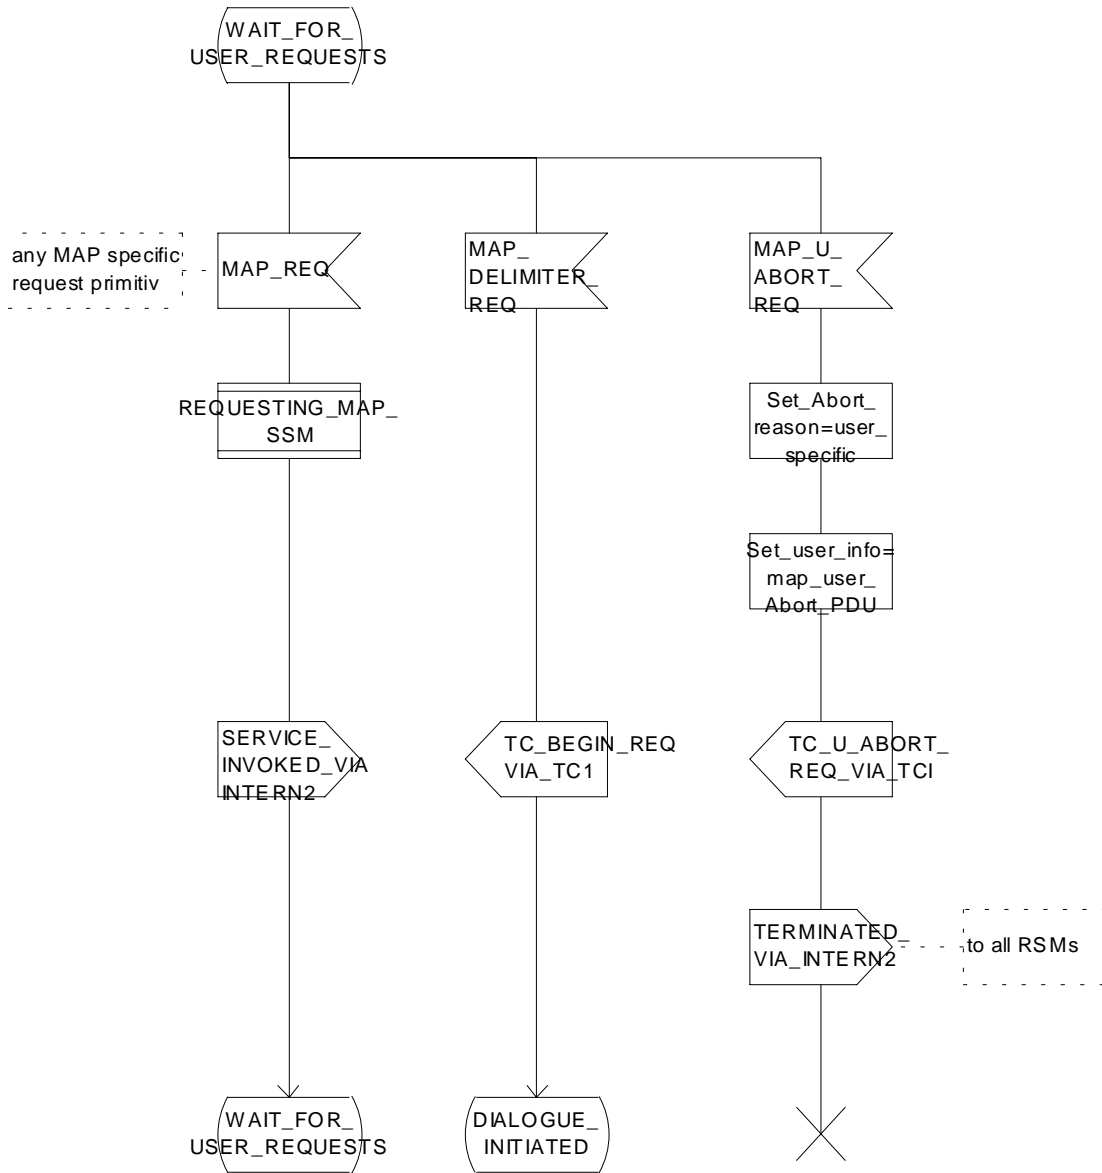 WAIT_FOR_
USER_REQUESTS
any MAP specific
request primitiv
MAP_REQ
MAP_
DELIMITER_
REQ
MAP_U_
ABORT_
REQ
REQUESTING_MAP_
SSM
Set_Abort_
reason=user_
specific
Set_user_info=
map_user_
Abort_PDU
SERVICE_
INVOKED_VIA
INTERN2
TC_BEGIN_REQ
VIA_TC1
TC_U_ABORT_
REQ_VIA_TCI
TERMINATED_
VIA_INTERN2
to all RSMs
WAIT_FOR_
USER_REQUESTS
DIALOGUE_
INITIATED